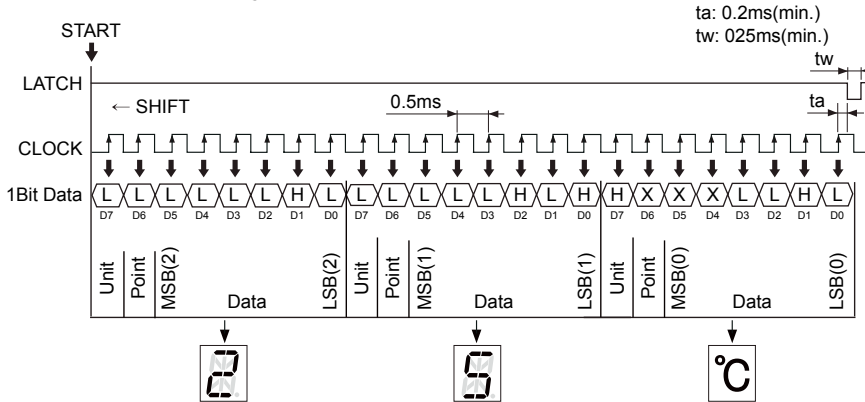 ta: 0.2ms(min.)
tw: 025ms(min.)
START
tw
LATCH
← SHIFT
0.5ms
ta
CLOCK
1Bit Data
L L L L L L H L L L L L L H L H H X X X L L H L
D7 D6 D5 D4 D3 D2 D1 D0 D7 D6 D5 D4 D3 D2 D1 D0 D7 D6 D5 D4 D3 D2 D1 D0
Unit Point MSB(2) Data LSB(2) Unit Point MSB(1) Data LSB(1) Unit Point MSB(0) Data LSB(0)
2 5 °C